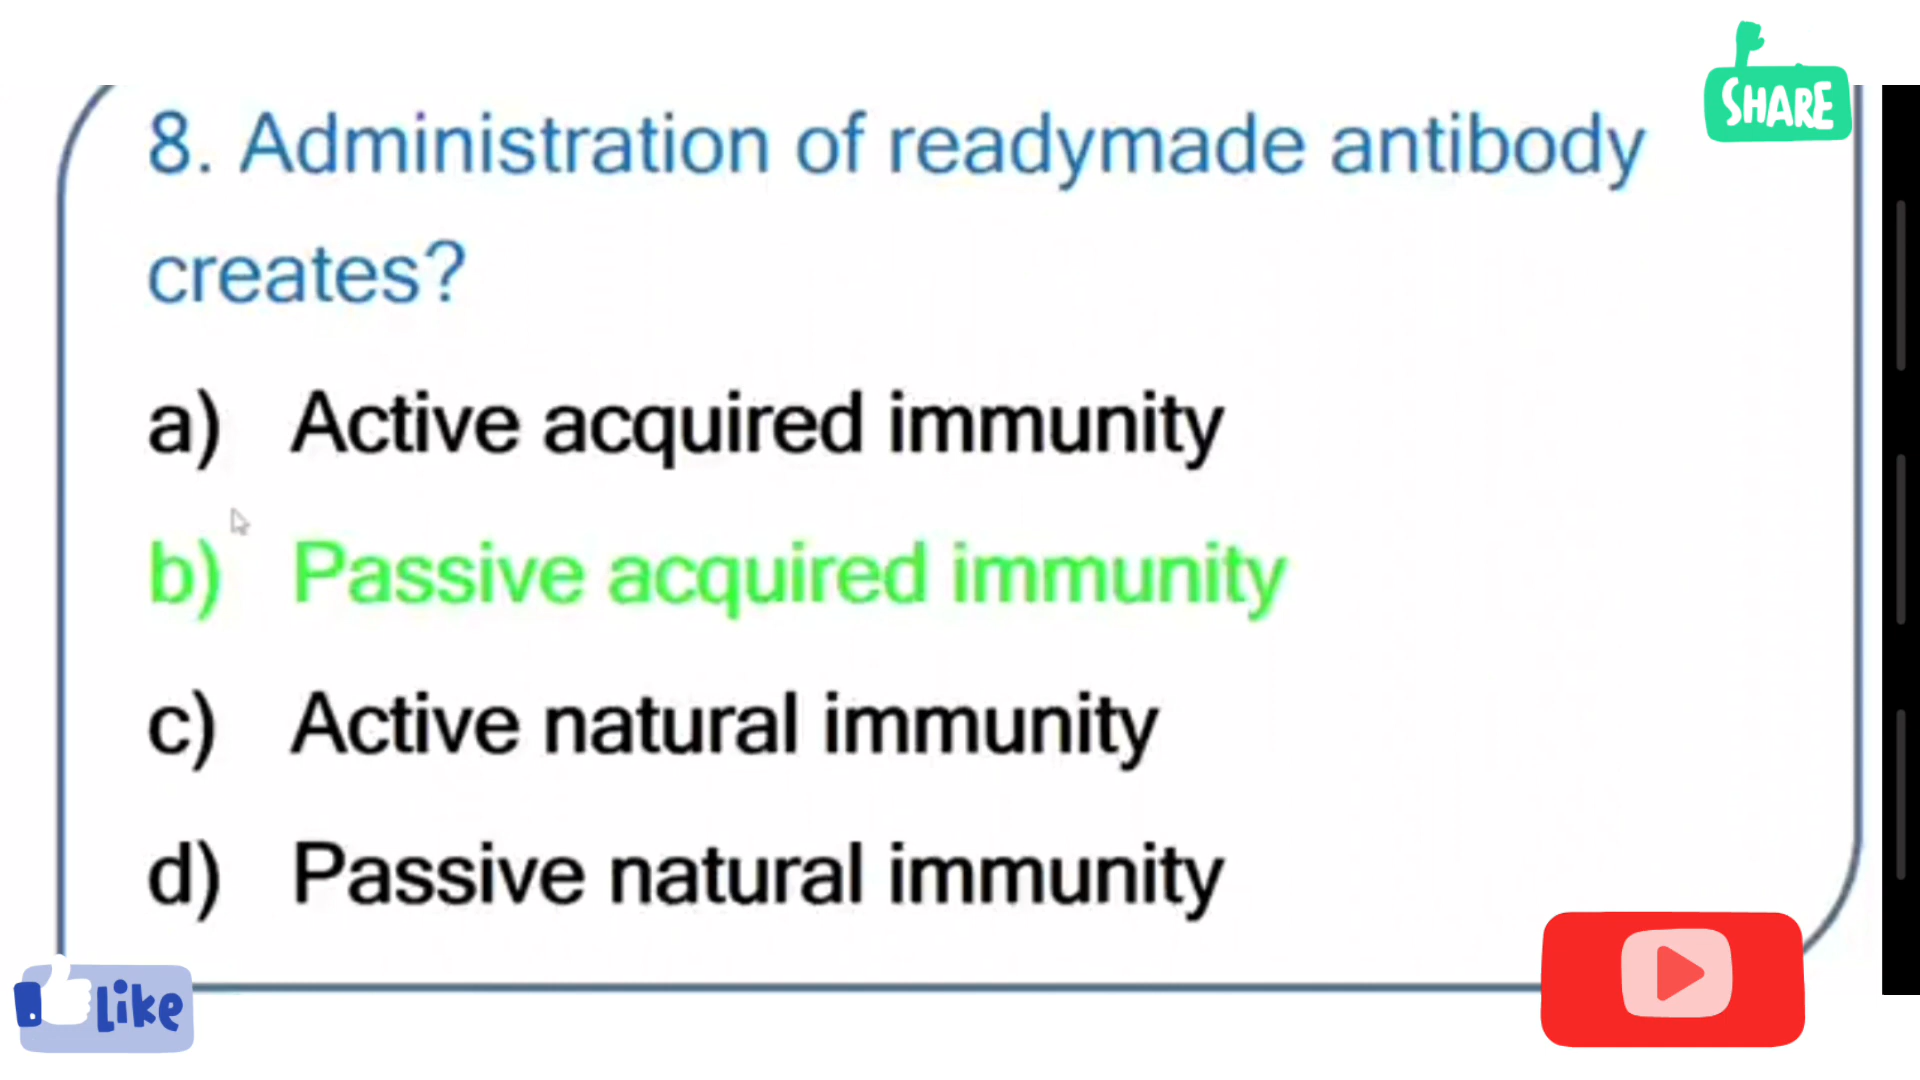 SHARE
8. Administration of readymade antibody
creates?
a) Active acquired immunity
b) Passive acquired immunity
c) Active natural immunity
d) Passive natural immunity
Like